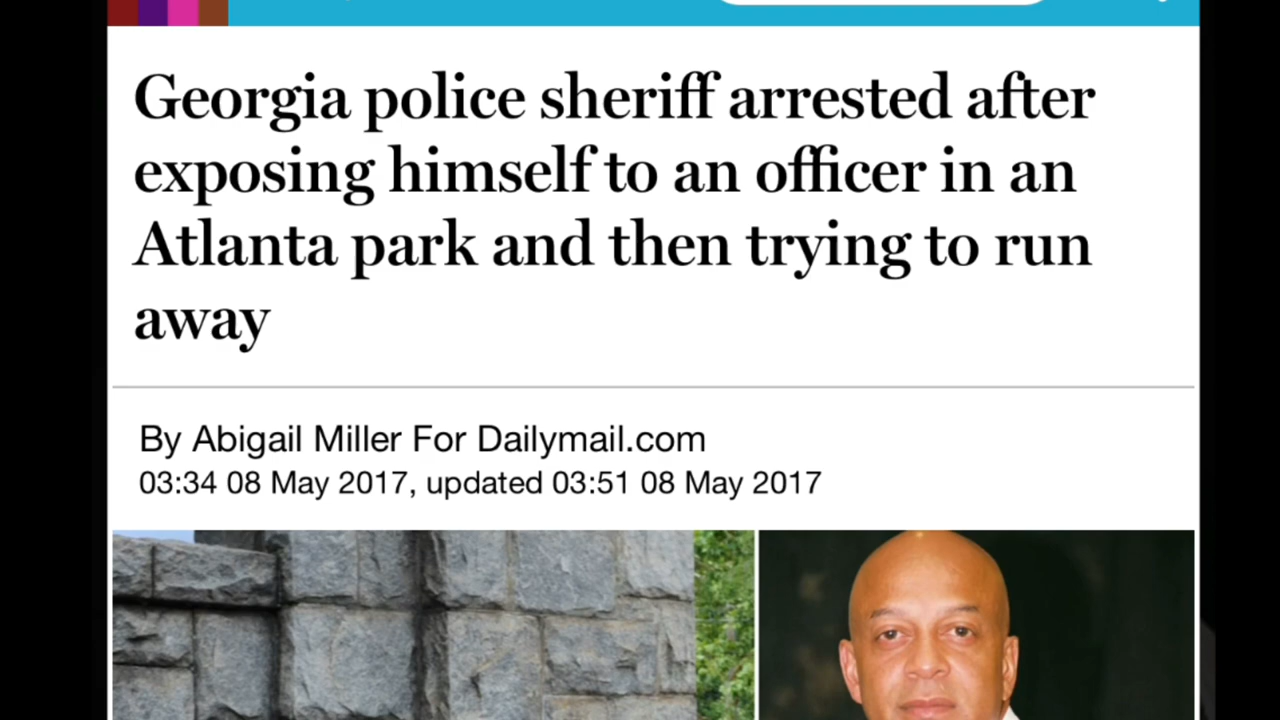 Georgia police sheriff arrested after
exposing himself to an officer in an
Atlanta park and then trying to run
away
By Abigail Miller For Dailymail.com
03:34 08 May 2017, updated 03:51 08 May 2017